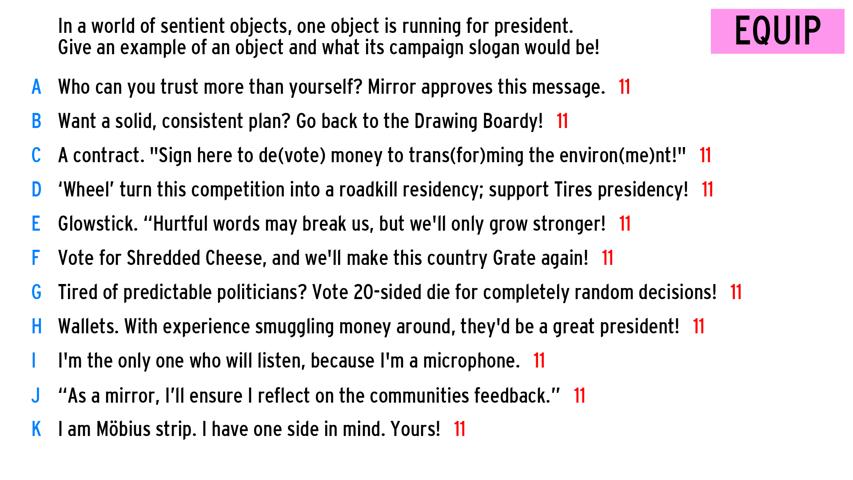 In a world of sentient objects, one object is running for president.
Give an example of an object and what its campaign slogan would be!
EQUIP
A Who can you trust more than yourself? Mirror approves this message. 11
B Want a solid, consistent plan? Go back to the Drawing Boardy! 11
C A contract. "Sign here to de(vote) money to trans(for)ming the environ(me)nt!" 11
D ‘Wheel’ turn this competition into a roadkill residency; support Tires presidency! 11
E Glowstick. “Hurtful words may break us, but we'll only grow stronger! 11
F Vote for Shredded Cheese, and we'll make this country Grate again! 11
G Tired of predictable politicians? Vote 20-sided die for completely random decisions! 11
H Wallets. With experience smuggling money around, they'd be a great president! 11
I I'm the only one who will listen, because I'm a microphone. 11
J “As a mirror, I’ll ensure I reflect on the communities feedback.” 11
K I am Möbius strip. I have one side in mind. Yours! 11